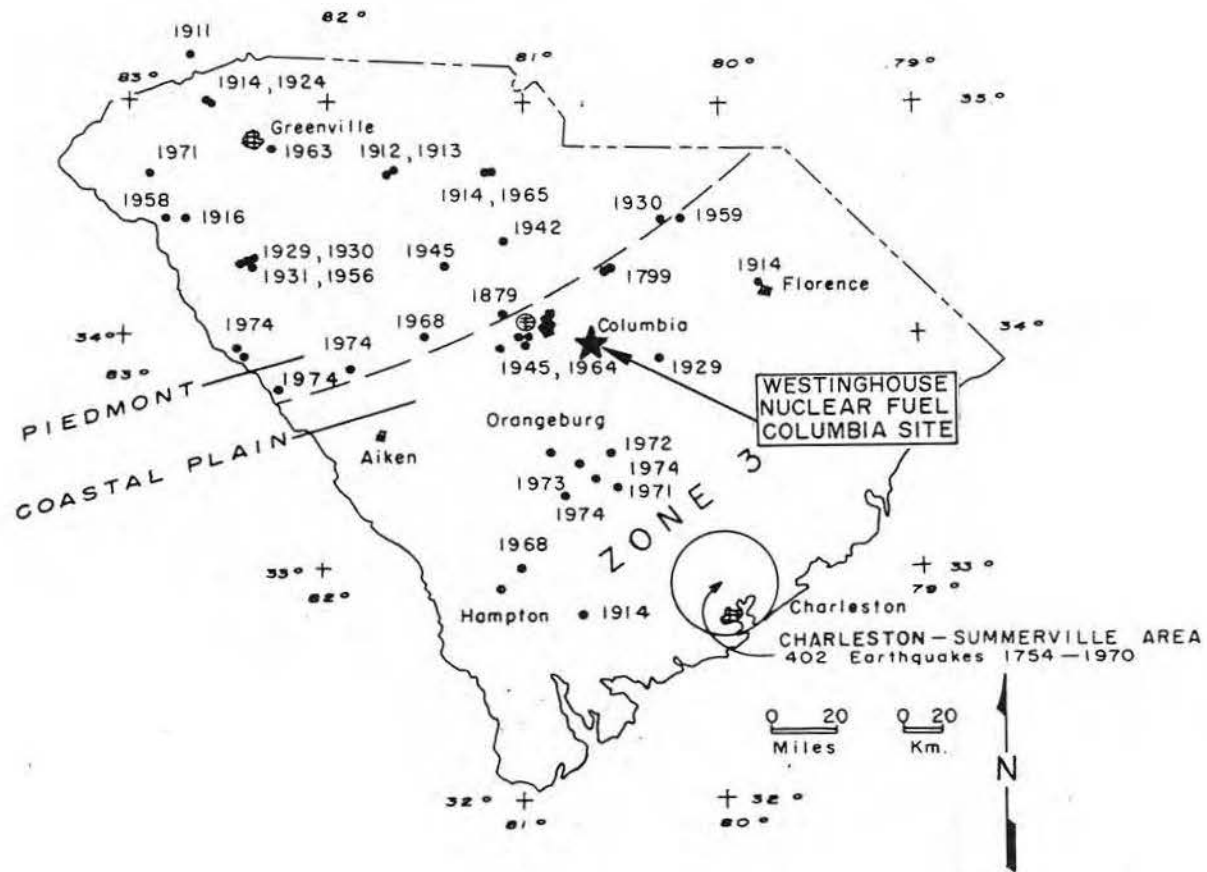 1911
82°
81°
80°
79°
83°
1914, 1924
35°
Greenville
1971
1963
1912, 1913
1914, 1965
1958
1916
1930
1959
1942
1929, 1930
1931, 1956
1945
1799
1914
Florence
1879
34°
1974
1968
Columbia
34°
1974
83°
1974
1945, 1964
1929
PIEDMONT
WESTINGHOUSE
NUCLEAR FUEL
COLUMBIA SITE
COASTAL PLAIN
Aiken
Orangeburg
1972
1974
1973
1971
1974
ZONE 3
1968
33°
82°
33°
79°
Hampton
1914
Charleston
CHARLESTON—SUMMERVILLE AREA
402 Earthquakes 1754—1970
0 20
Miles
0 20
Km.
N
32°
81°
32°
80°